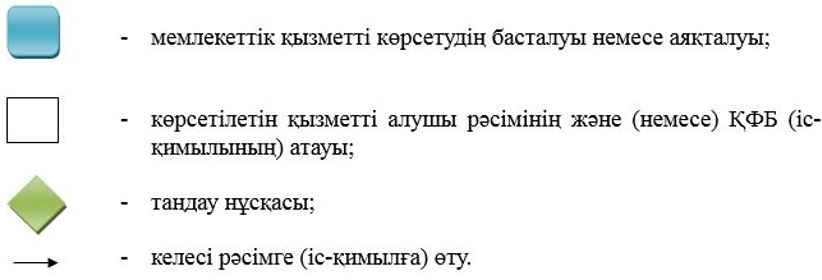 - мемлекеттік қызметті көрсетудің басталуы немесе аяқталуы;
- көрсетілетін қызметті алушы рәсімінің және (немесе) ҚФБ (іс-
қимылының) атауы;
- таңдау нұсқасы;
- келесі рәсімге (іс-қимылға) өту.